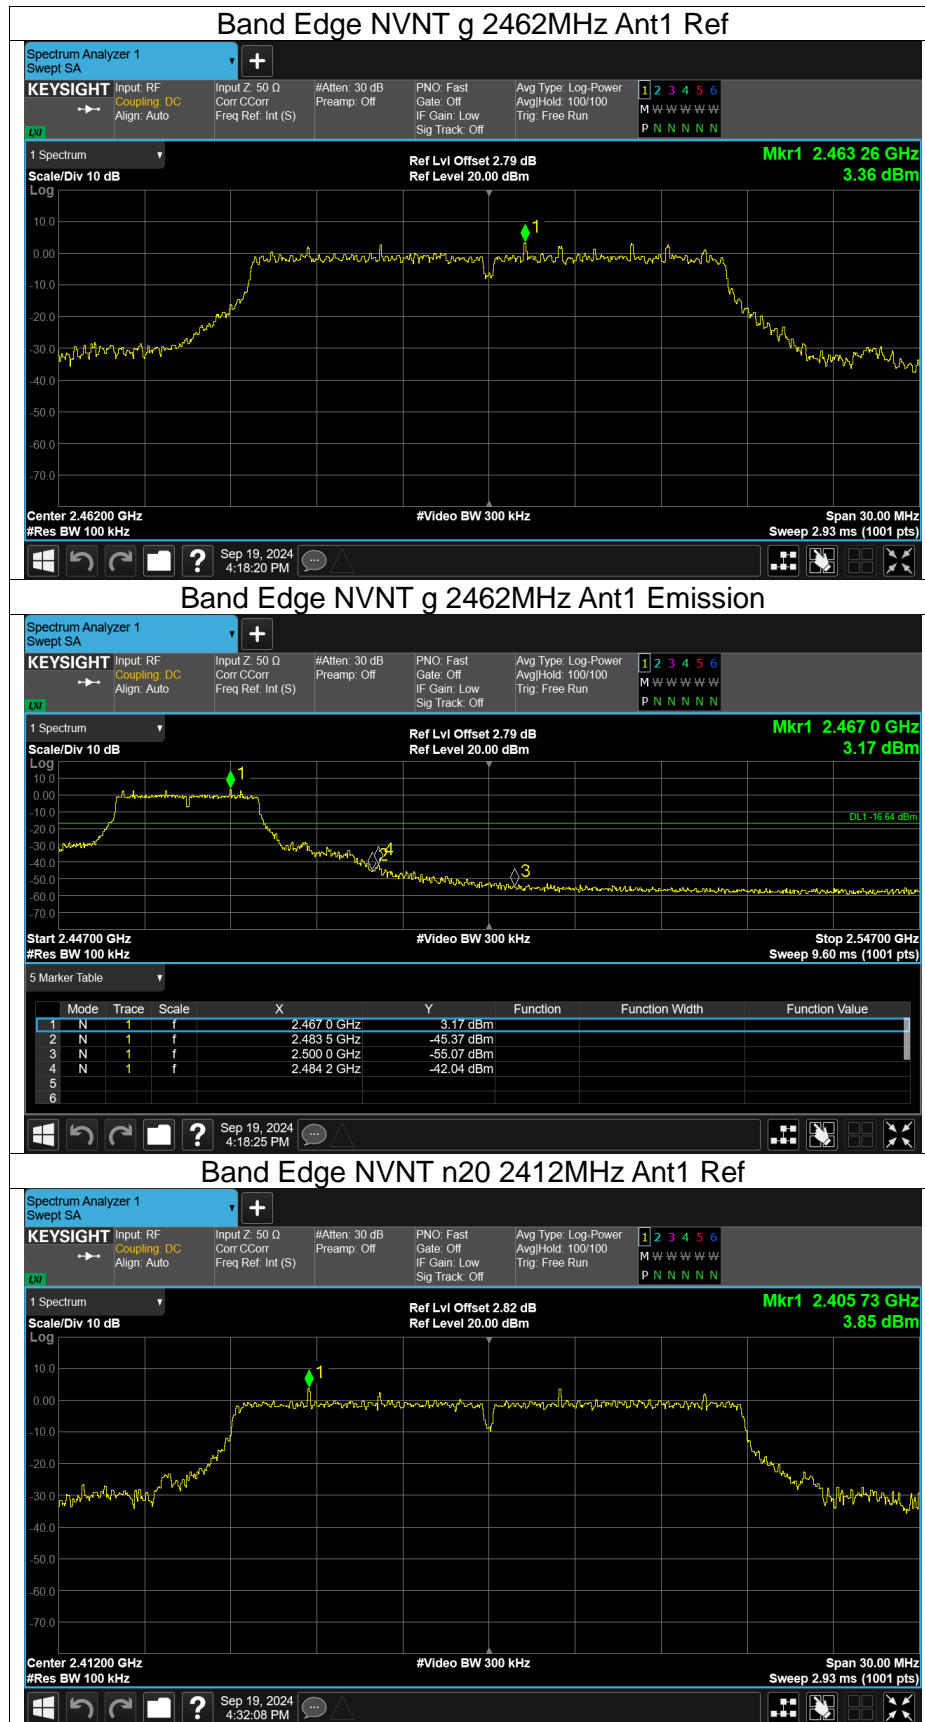 Band Edge NVNT g 2462MHz Ant1 Ref
Spectrum Analyzer 1
Swept SA
KEYSIGHT
Input: RF
Coupling: DC
Align: Auto
Input Z: 50 Ω
Corr CCorr
Freq Ref: Int (S)
#Atten: 30 dB
Preamp: Off
PNO: Fast
Gate: Off
IF Gain: Low
Sig Track: Off
Avg Type: Log-Power
Avg|Hold: 100/100
Trig: Free Run
1 2 3 4 5 6
M W W W W W
P N N N N N
LXI
1 Spectrum
Scale/Div 10 dB
Ref Lvl Offset 2.79 dB
Ref Level 20.00 dBm
Mkr1 2.463 26 GHz
3.36 dBm
Log
10.0
0.00
-10.0
-20.0
-30.0
-40.0
-50.0
-60.0
-70.0
1
Center 2.46200 GHz
#Res BW 100 kHz
#Video BW 300 kHz
Span 30.00 MHz
Sweep 2.93 ms (1001 pts)
Sep 19, 2024
4:18:20 PM
Band Edge NVNT g 2462MHz Ant1 Emission
Spectrum Analyzer 1
Swept SA
KEYSIGHT
Input: RF
Coupling: DC
Align: Auto
Input Z: 50 Ω
Corr CCorr
Freq Ref: Int (S)
#Atten: 30 dB
Preamp: Off
PNO: Fast
Gate: Off
IF Gain: Low
Sig Track: Off
Avg Type: Log-Power
Avg|Hold: 100/100
Trig: Free Run
1 2 3 4 5 6
M W W W W W
P N N N N N
LXI
1 Spectrum
Scale/Div 10 dB
Ref Lvl Offset 2.79 dB
Ref Level 20.00 dBm
Mkr1 2.467 0 GHz
3.17 dBm
Log
10.0
0.00
-10.0
-20.0
-30.0
-40.0
-50.0
-60.0
-70.0
1
2
4
3
DL1 -16.64 dBm
Start 2.44700 GHz
#Res BW 100 kHz
#Video BW 300 kHz
Stop 2.54700 GHz
Sweep 9.60 ms (1001 pts)
5 Marker Table
Mode Trace Scale X Y Function Function Width Function Value
1 N 1 f 2.467 0 GHz 3.17 dBm
2 N 1 f 2.483 5 GHz -45.37 dBm
3 N 1 f 2.500 0 GHz -55.07 dBm
4 N 1 f 2.484 2 GHz -42.04 dBm
5
6
Sep 19, 2024
4:18:25 PM
Band Edge NVNT n20 2412MHz Ant1 Ref
Spectrum Analyzer 1
Swept SA
KEYSIGHT
Input: RF
Coupling: DC
Align: Auto
Input Z: 50 Ω
Corr CCorr
Freq Ref: Int (S)
#Atten: 30 dB
Preamp: Off
PNO: Fast
Gate: Off
IF Gain: Low
Sig Track: Off
Avg Type: Log-Power
Avg|Hold: 100/100
Trig: Free Run
1 2 3 4 5 6
M W W W W W
P N N N N N
LXI
1 Spectrum
Scale/Div 10 dB
Ref Lvl Offset 2.82 dB
Ref Level 20.00 dBm
Mkr1 2.405 73 GHz
3.85 dBm
Log
10.0
0.00
-10.0
-20.0
-30.0
-40.0
-50.0
-60.0
-70.0
1
Center 2.41200 GHz
#Res BW 100 kHz
#Video BW 300 kHz
Span 30.00 MHz
Sweep 2.93 ms (1001 pts)
Sep 19, 2024
4:32:08 PM